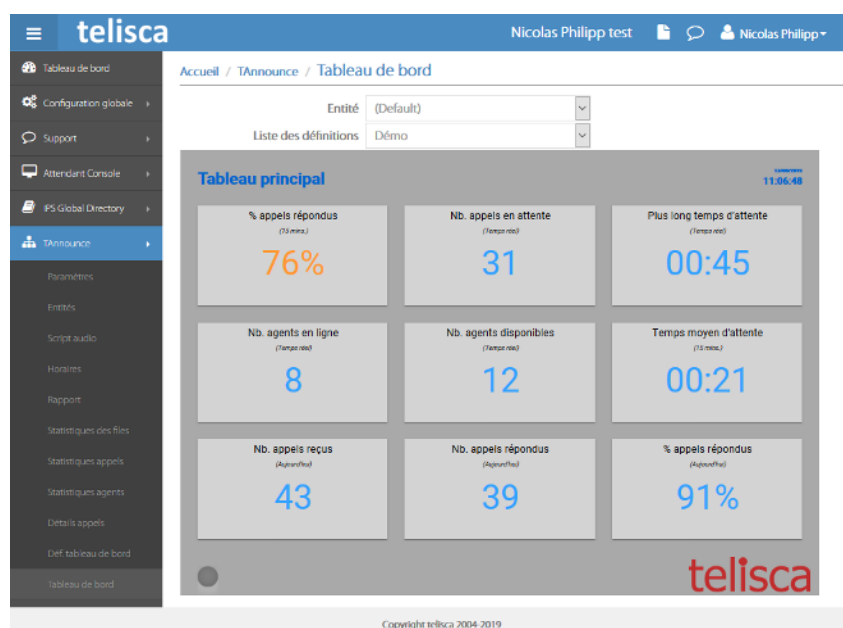 telisca
Nicolas Philipp test
Nicolas Philipp
Tableau de bord
Configuration globale
Support
Attendant Console
IPS Global Directory
TAnnounce
Paramètres
Entités
Script audio
Horaires
Rapport
Statistiques des files
Statistiques appels
Statistiques agents
Détails appels
Déf. tableau de bord
Tableau de bord
Accueil / TAnnounce / Tableau de bord
Entité (Default)
Liste des définitions Démo
Tableau principal
11:06:48
% appels répondus
(15 mins.)
76%
Nb. appels en attente
(Temps réel)
31
Plus long temps d'attente
(Temps réel)
00:45
Nb. agents en ligne
(Temps réel)
8
Nb. agents disponibles
(Temps réel)
12
Temps moyen d'attente
(15 mins.)
00:21
Nb. appels reçus
(Aujourd'hui)
43
Nb. appels répondus
(Aujourd'hui)
39
% appels répondus
(Aujourd'hui)
91%
telisca
Copyright telisca 2004-2019